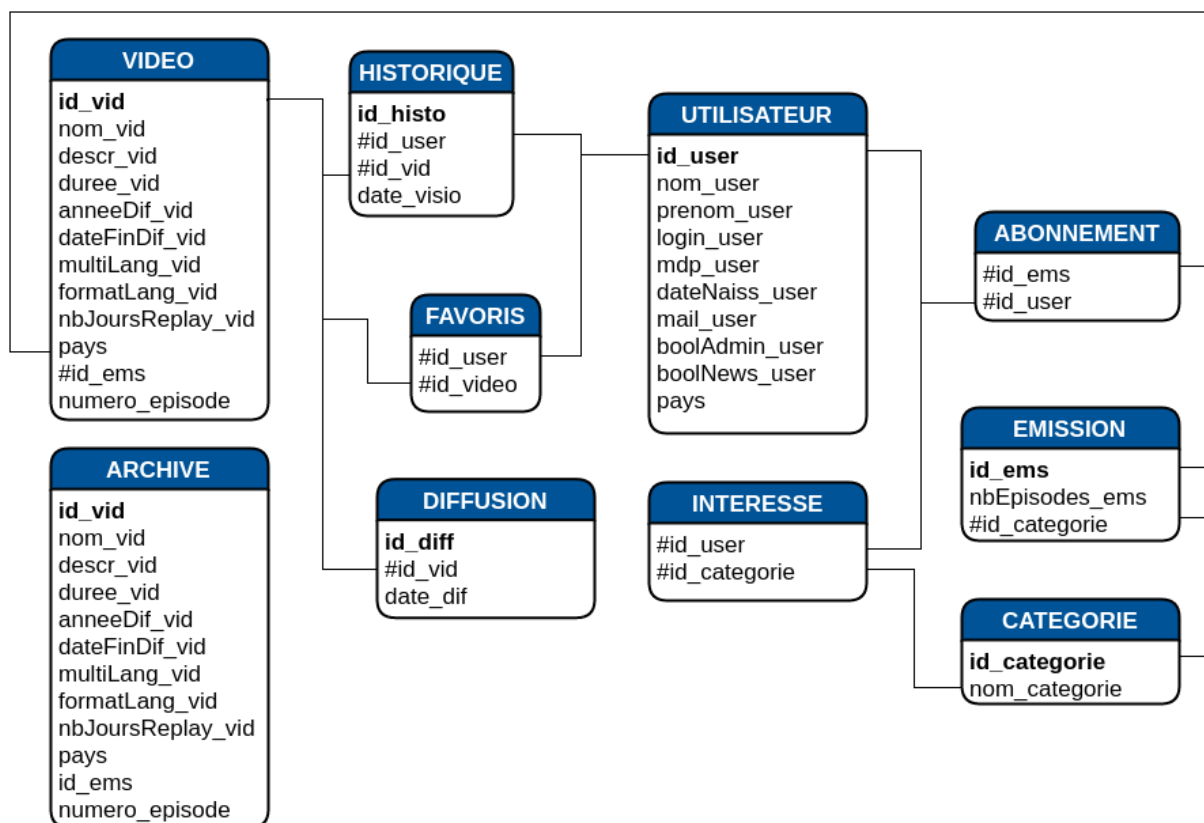 VIDEO
id_vid
nom_vid
descr_vid
duree_vid
anneeDif_vid
dateFinDif_vid
multiLang_vid
formatLang_vid
nbJoursReplay_vid
pays
#id_ems
numero_episode
HISTORIQUE
id_histo
#id_user
#id_vid
date_visio
UTILISATEUR
id_user
nom_user
prenom_user
login_user
mdp_user
dateNaiss_user
mail_user
boolAdmin_user
boolNews_user
pays
ABONNEMENT
#id_ems
#id_user
FAVORIS
#id_user
#id_video
EMISSION
id_ems
nbEpisodes_ems
#id_categorie
ARCHIVE
id_vid
nom_vid
descr_vid
duree_vid
anneeDif_vid
dateFinDif_vid
multiLang_vid
formatLang_vid
nbJoursReplay_vid
pays
id_ems
numero_episode
DIFFUSION
id_diff
#id_vid
date_dif
INTERESSE
#id_user
#id_categorie
CATEGORIE
id_categorie
nom_categorie